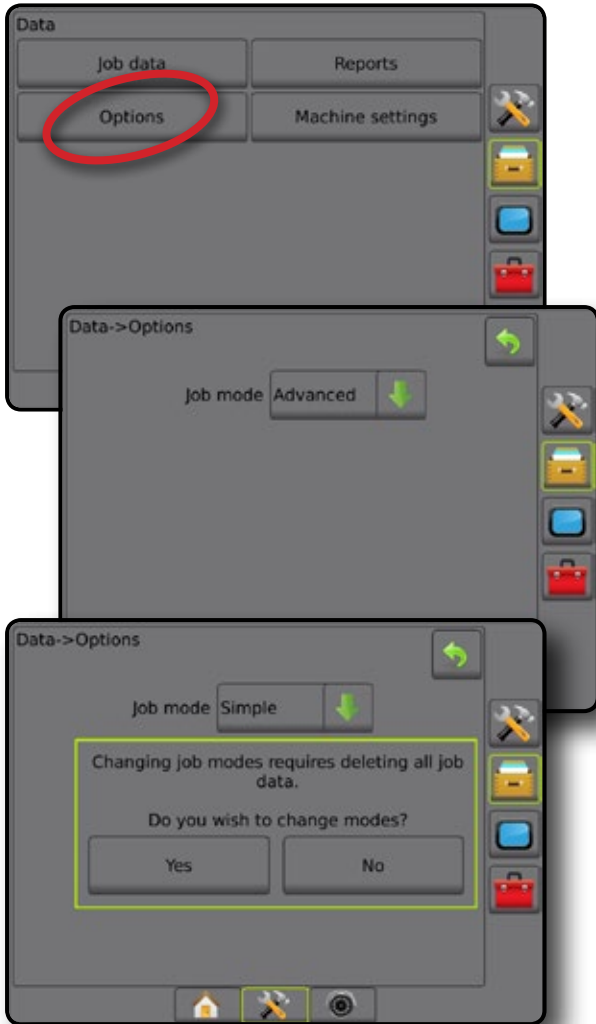 Data
Job data Reports
Options Machine settings
Data->Options
Job mode Advanced
Data->Options
Job mode Simple
Changing job modes requires deleting all job
data.
Do you wish to change modes?
Yes No